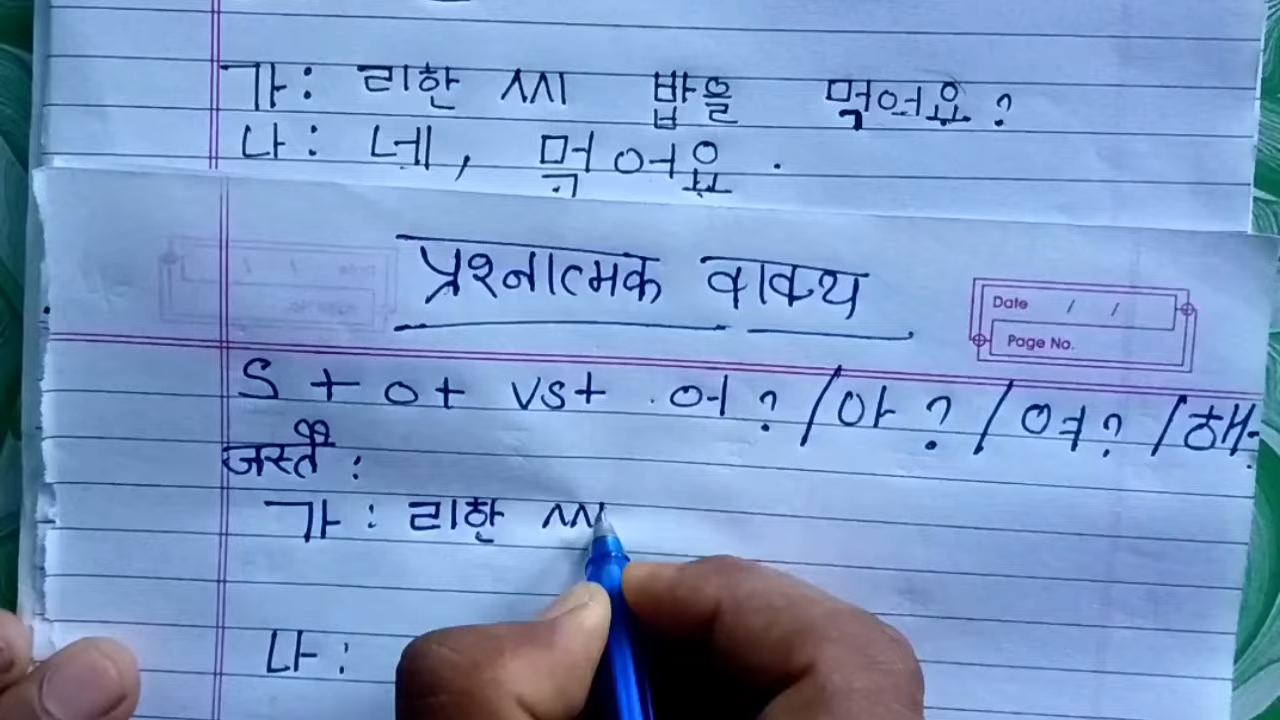 가: 리한 씨 밥을 먹어요?
나: 네, 먹어요.
प्रश्नात्मक वाक्य
Date / /
Page No.
S + O + VS + 어? / 아? / 여? / 해.
जस्तै :
가 : 리한 씨
나 :